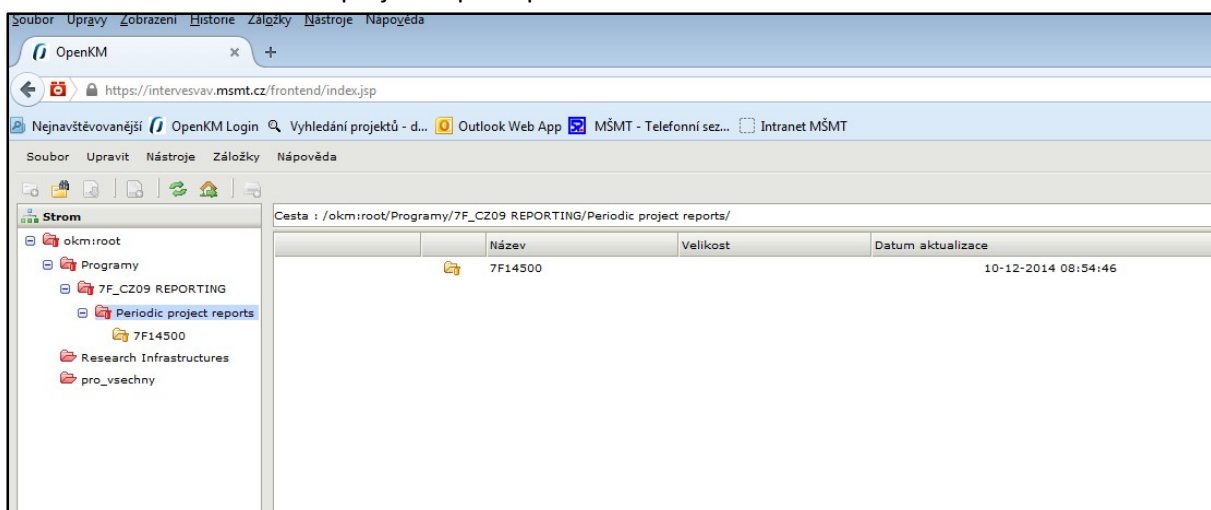 Soubor Úpravy Zobrazení Historie Záložky Nástroje Nápověda
OpenKM × +
https://intervesvav.msmt.cz/frontend/index.jsp
Nejnavštěvovanější OpenKM Login Vyhledání projektů - d... Outlook Web App MŠMT - Telefonní sez... Intranet MŠMT
Soubor Upravit Nástroje Záložky Nápověda
Strom Cesta : /okm:root/Programy/7F_CZ09 REPORTING/Periodic project reports/
okm:root Název Velikost Datum aktualizace
Programy 7F14500 10-12-2014 08:54:46
7F_CZ09 REPORTING
Periodic project reports
7F14500
Research Infrastructures
pro_vsechny